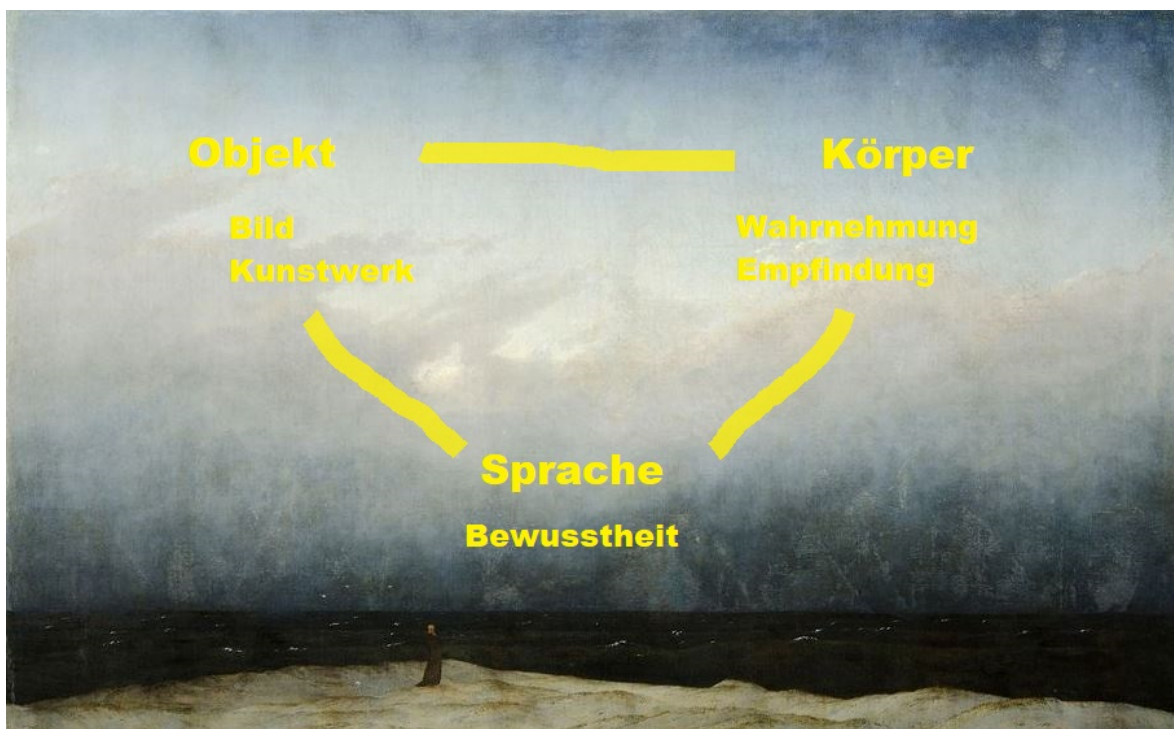 Objekt
Körper
Bild
Wahrnehmung
Kunstwerk
Empfindung
Sprache
Bewusstheit